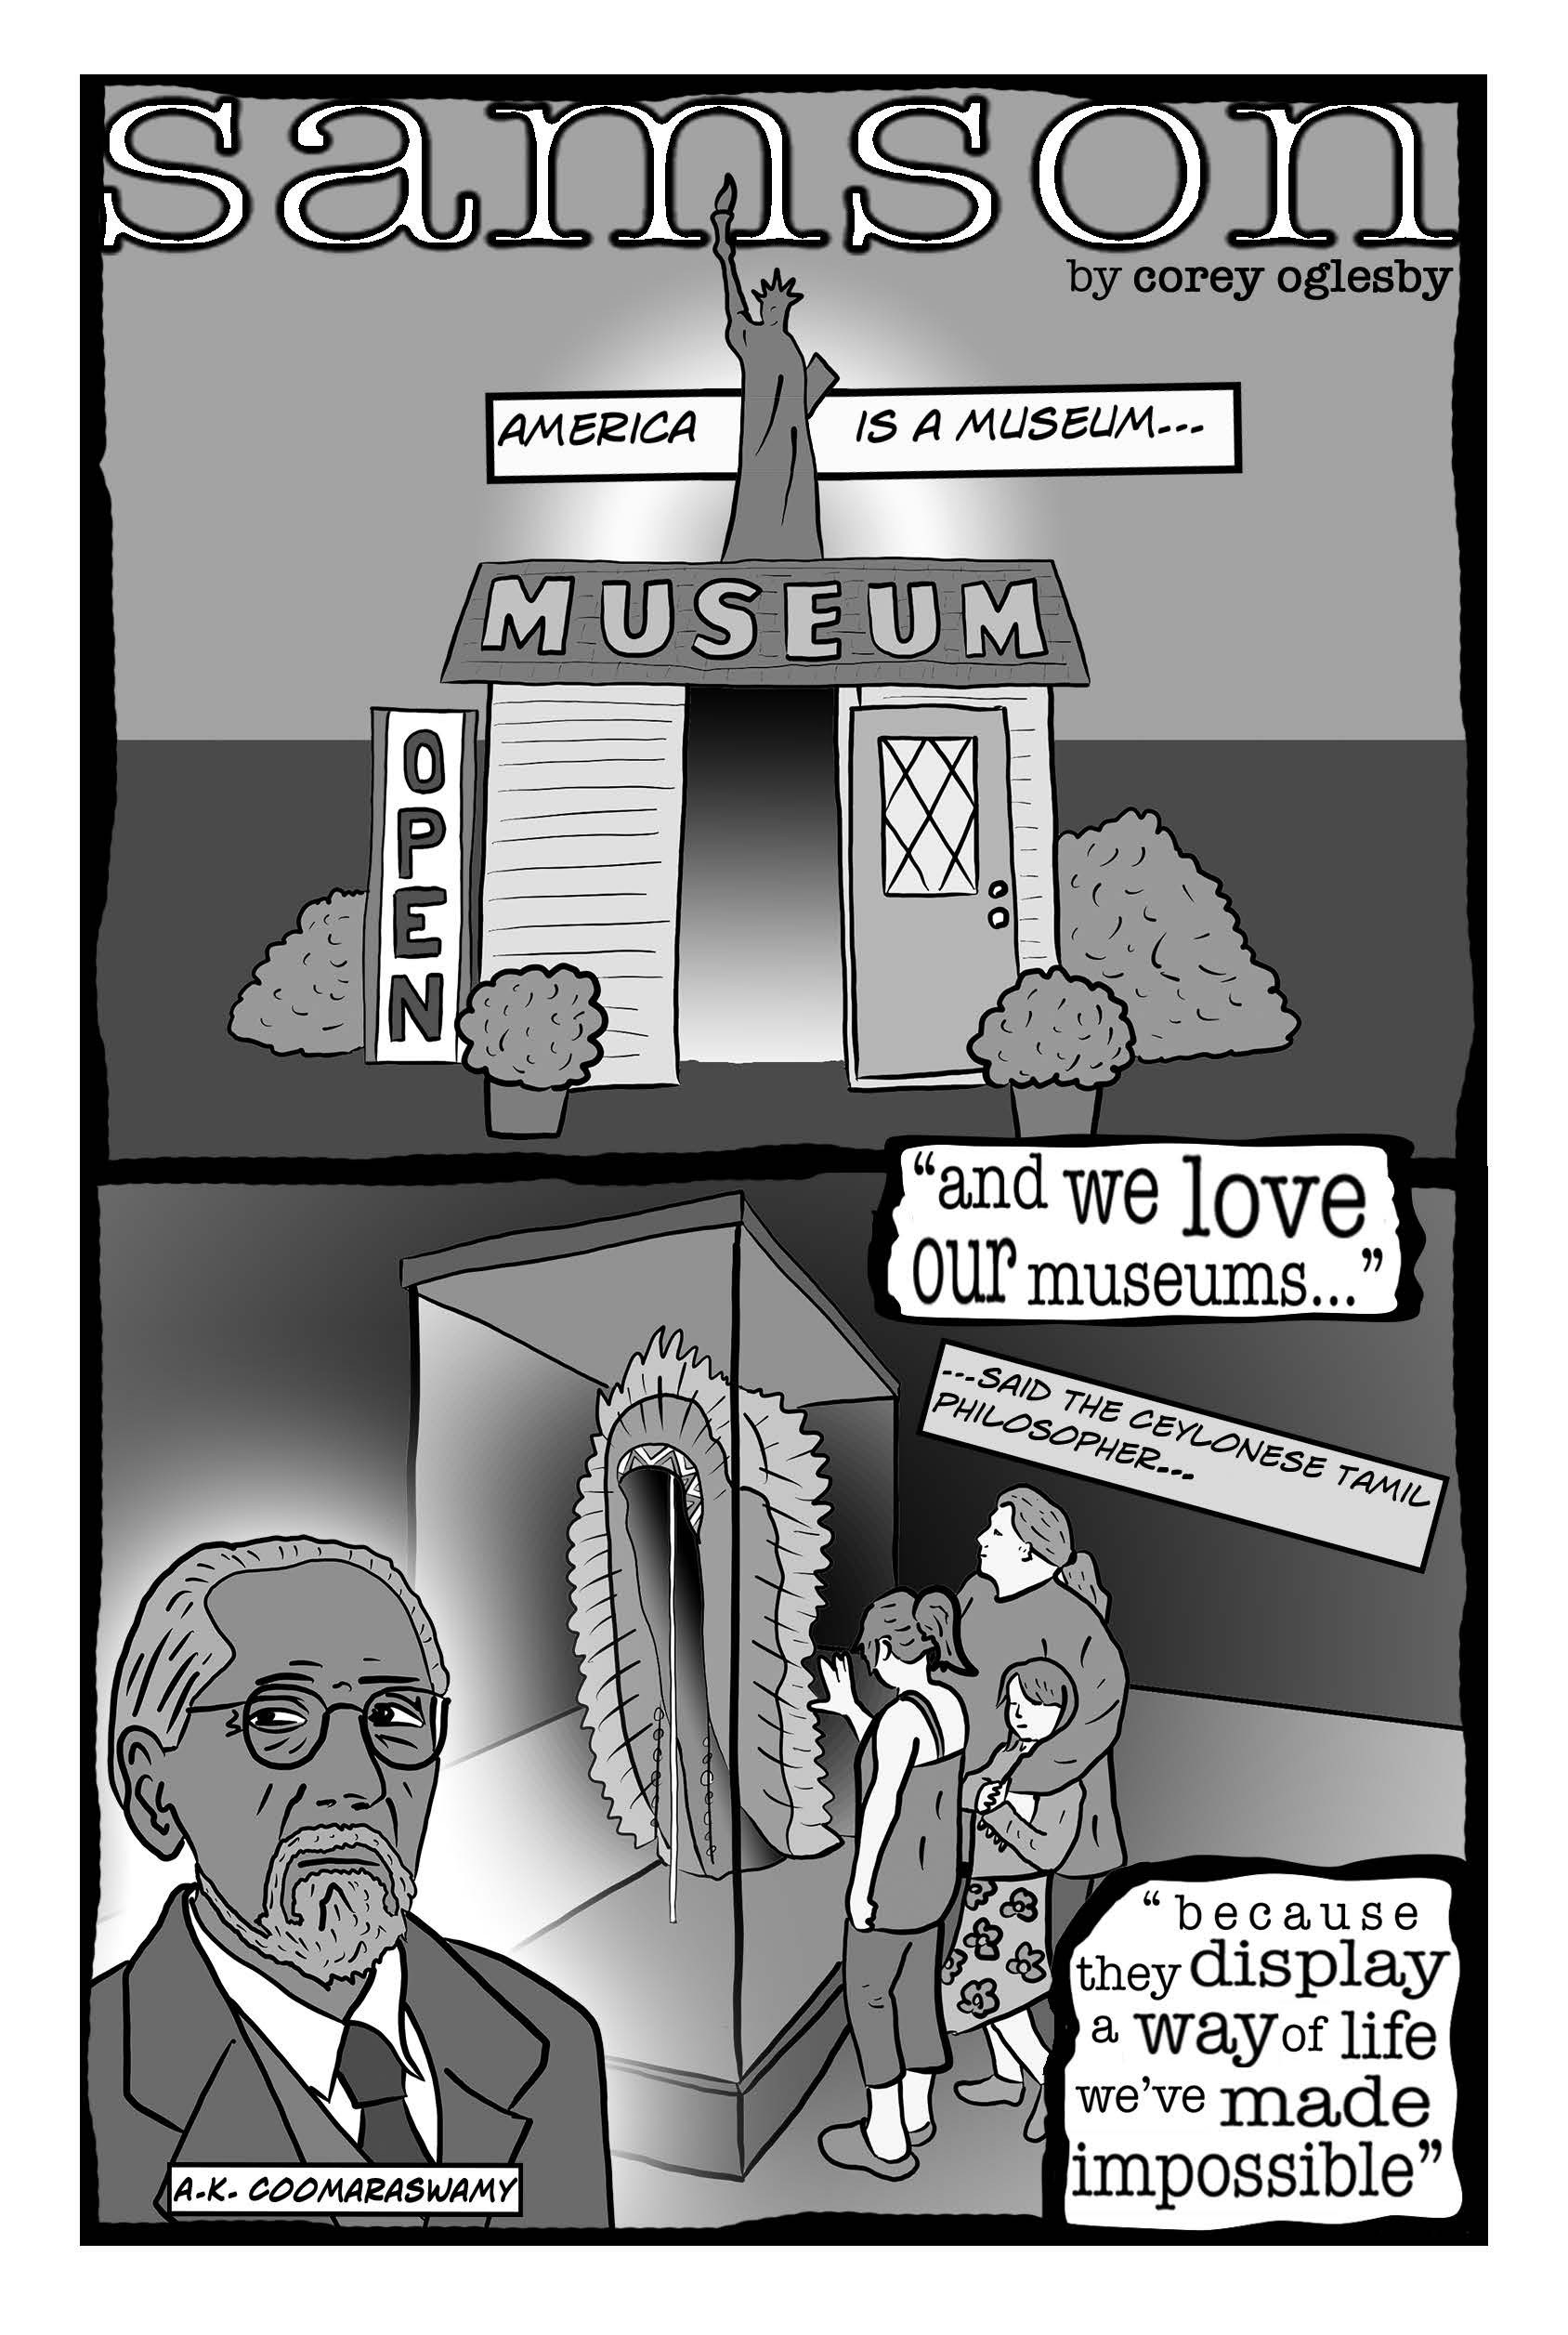 samson
by corey oglesby
AMERICA IS A MUSEUM...
MUSEUM
OPEN
“and we love
our museums...”
...SAID THE CEYLONESE TAMIL
PHILOSOPHER...
A.K. COOMARASWAMY
“because
they display
a way of life
we’ve made
impossible”